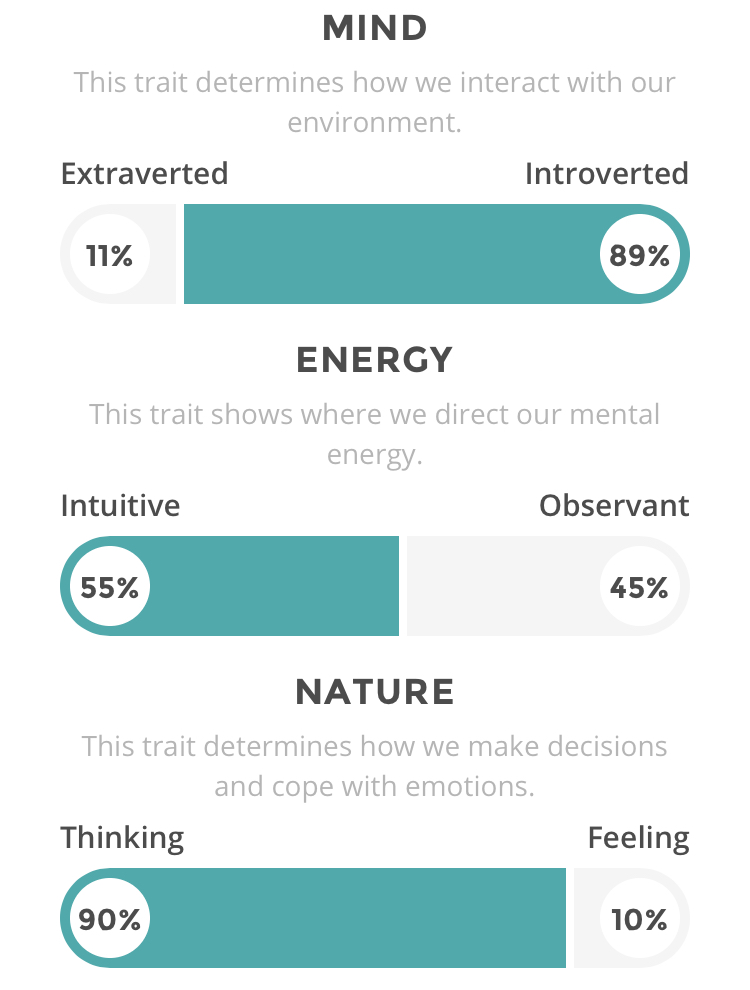 MIND
This trait determines how we interact with our
environment.
Extraverted Introverted
11% 89%
ENERGY
This trait shows where we direct our mental
energy.
Intuitive Observant
55% 45%
NATURE
This trait determines how we make decisions
and cope with emotions.
Thinking Feeling
90% 10%